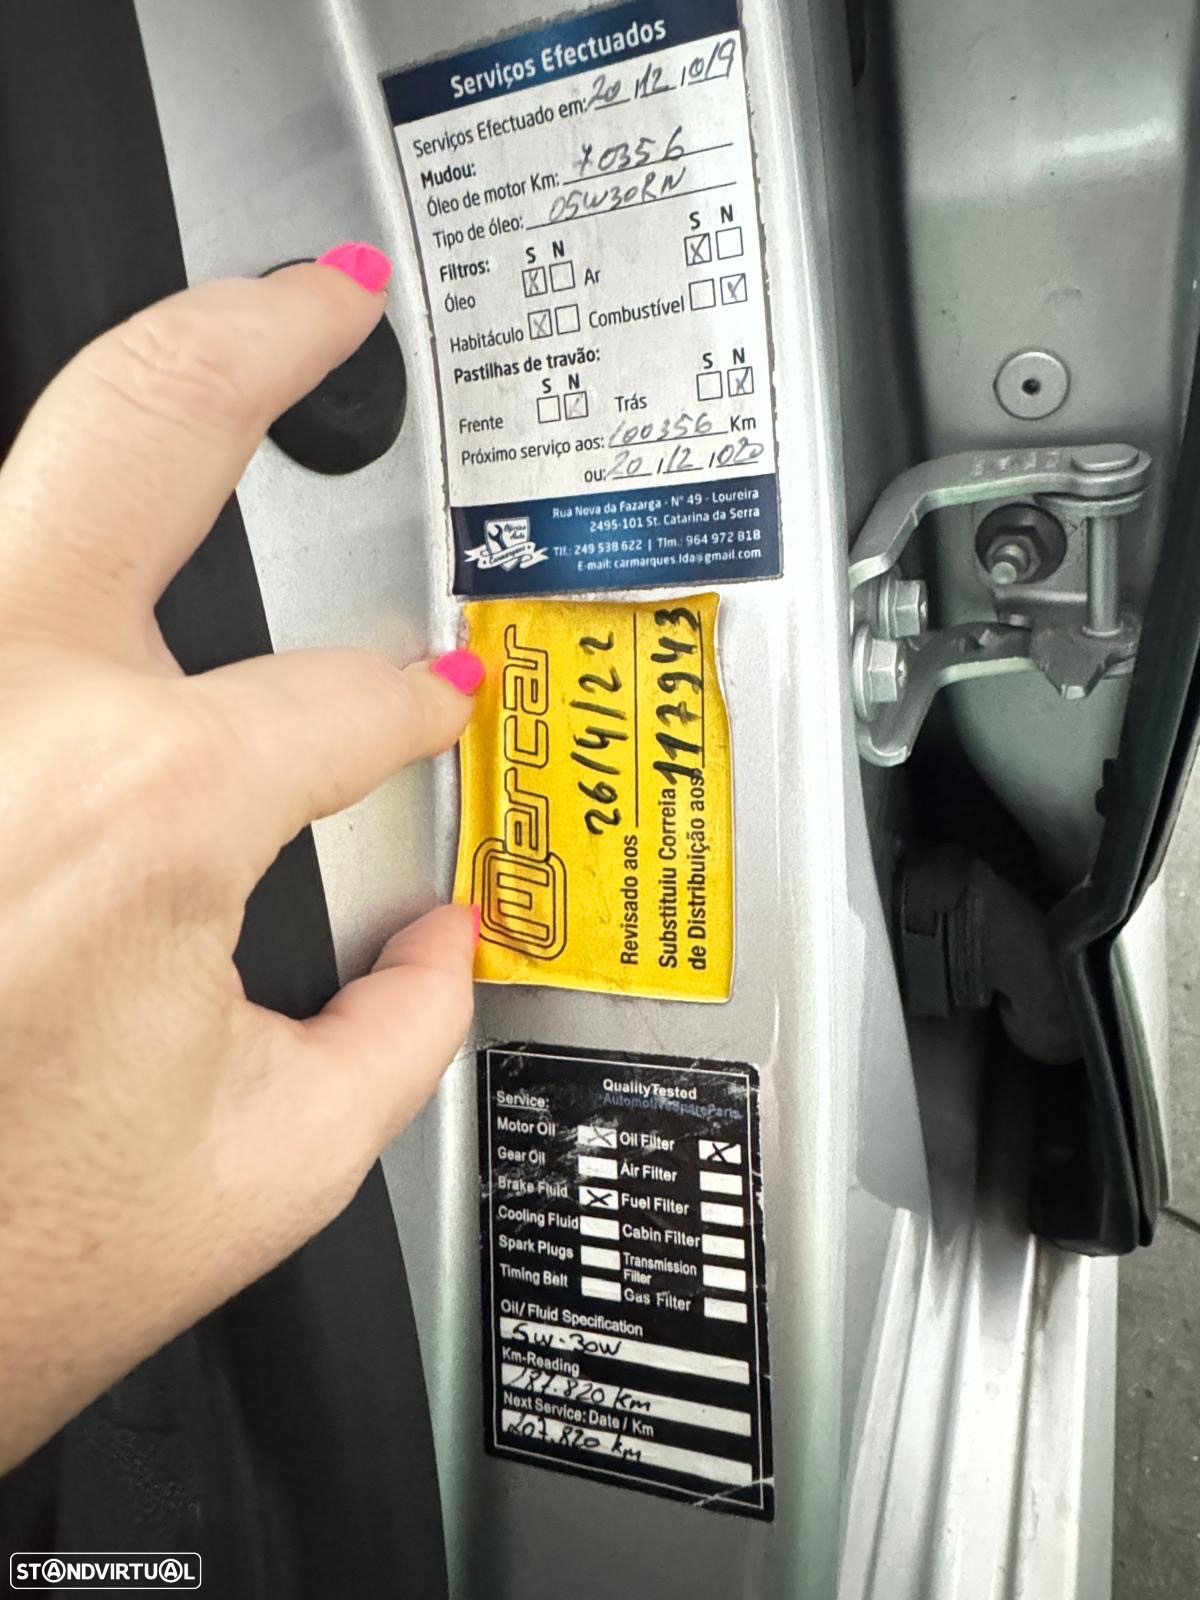 Serviços Efectuados
Serviços Efectuado em: 20 / 12 / 019
Mudou:
Óleo de motor Km: 70356
Tipo de óleo: 05W30RN
Filtros: S N S N
Óleo X Ar X
Habitáculo X Combustível X
Pastilhas de travão:
S N S N
Frente Trás X
Próximo serviço aos: 100356 Km
ou: 20 / 12 / 020
Rua Nova da Fazarga - Nº 49 - Loureira
2495-101 St. Catarina da Serra
Tlf.: 249 538 622 | Tlm.: 964 972 818
E-mail: carmarques.lda@gmail.com
Mercar
26/4/22
Revisado aos
Substituiu Correia
de Distribuição aos 117943
QualityTested
AutomotiveSpareParts
Service:
Motor Oil X Oil Filter X
Gear Oil Air Filter
Brake Fluid X Fuel Filter
Cooling Fluid Cabin Filter
Spark Plugs Transmission Filter
Timing Belt Gas Filter
Oil/Fluid Specification
5W-30W
Km-Reading
187.820 km
Next Service: Date / Km
207.820 km
STANDVIRTUAL